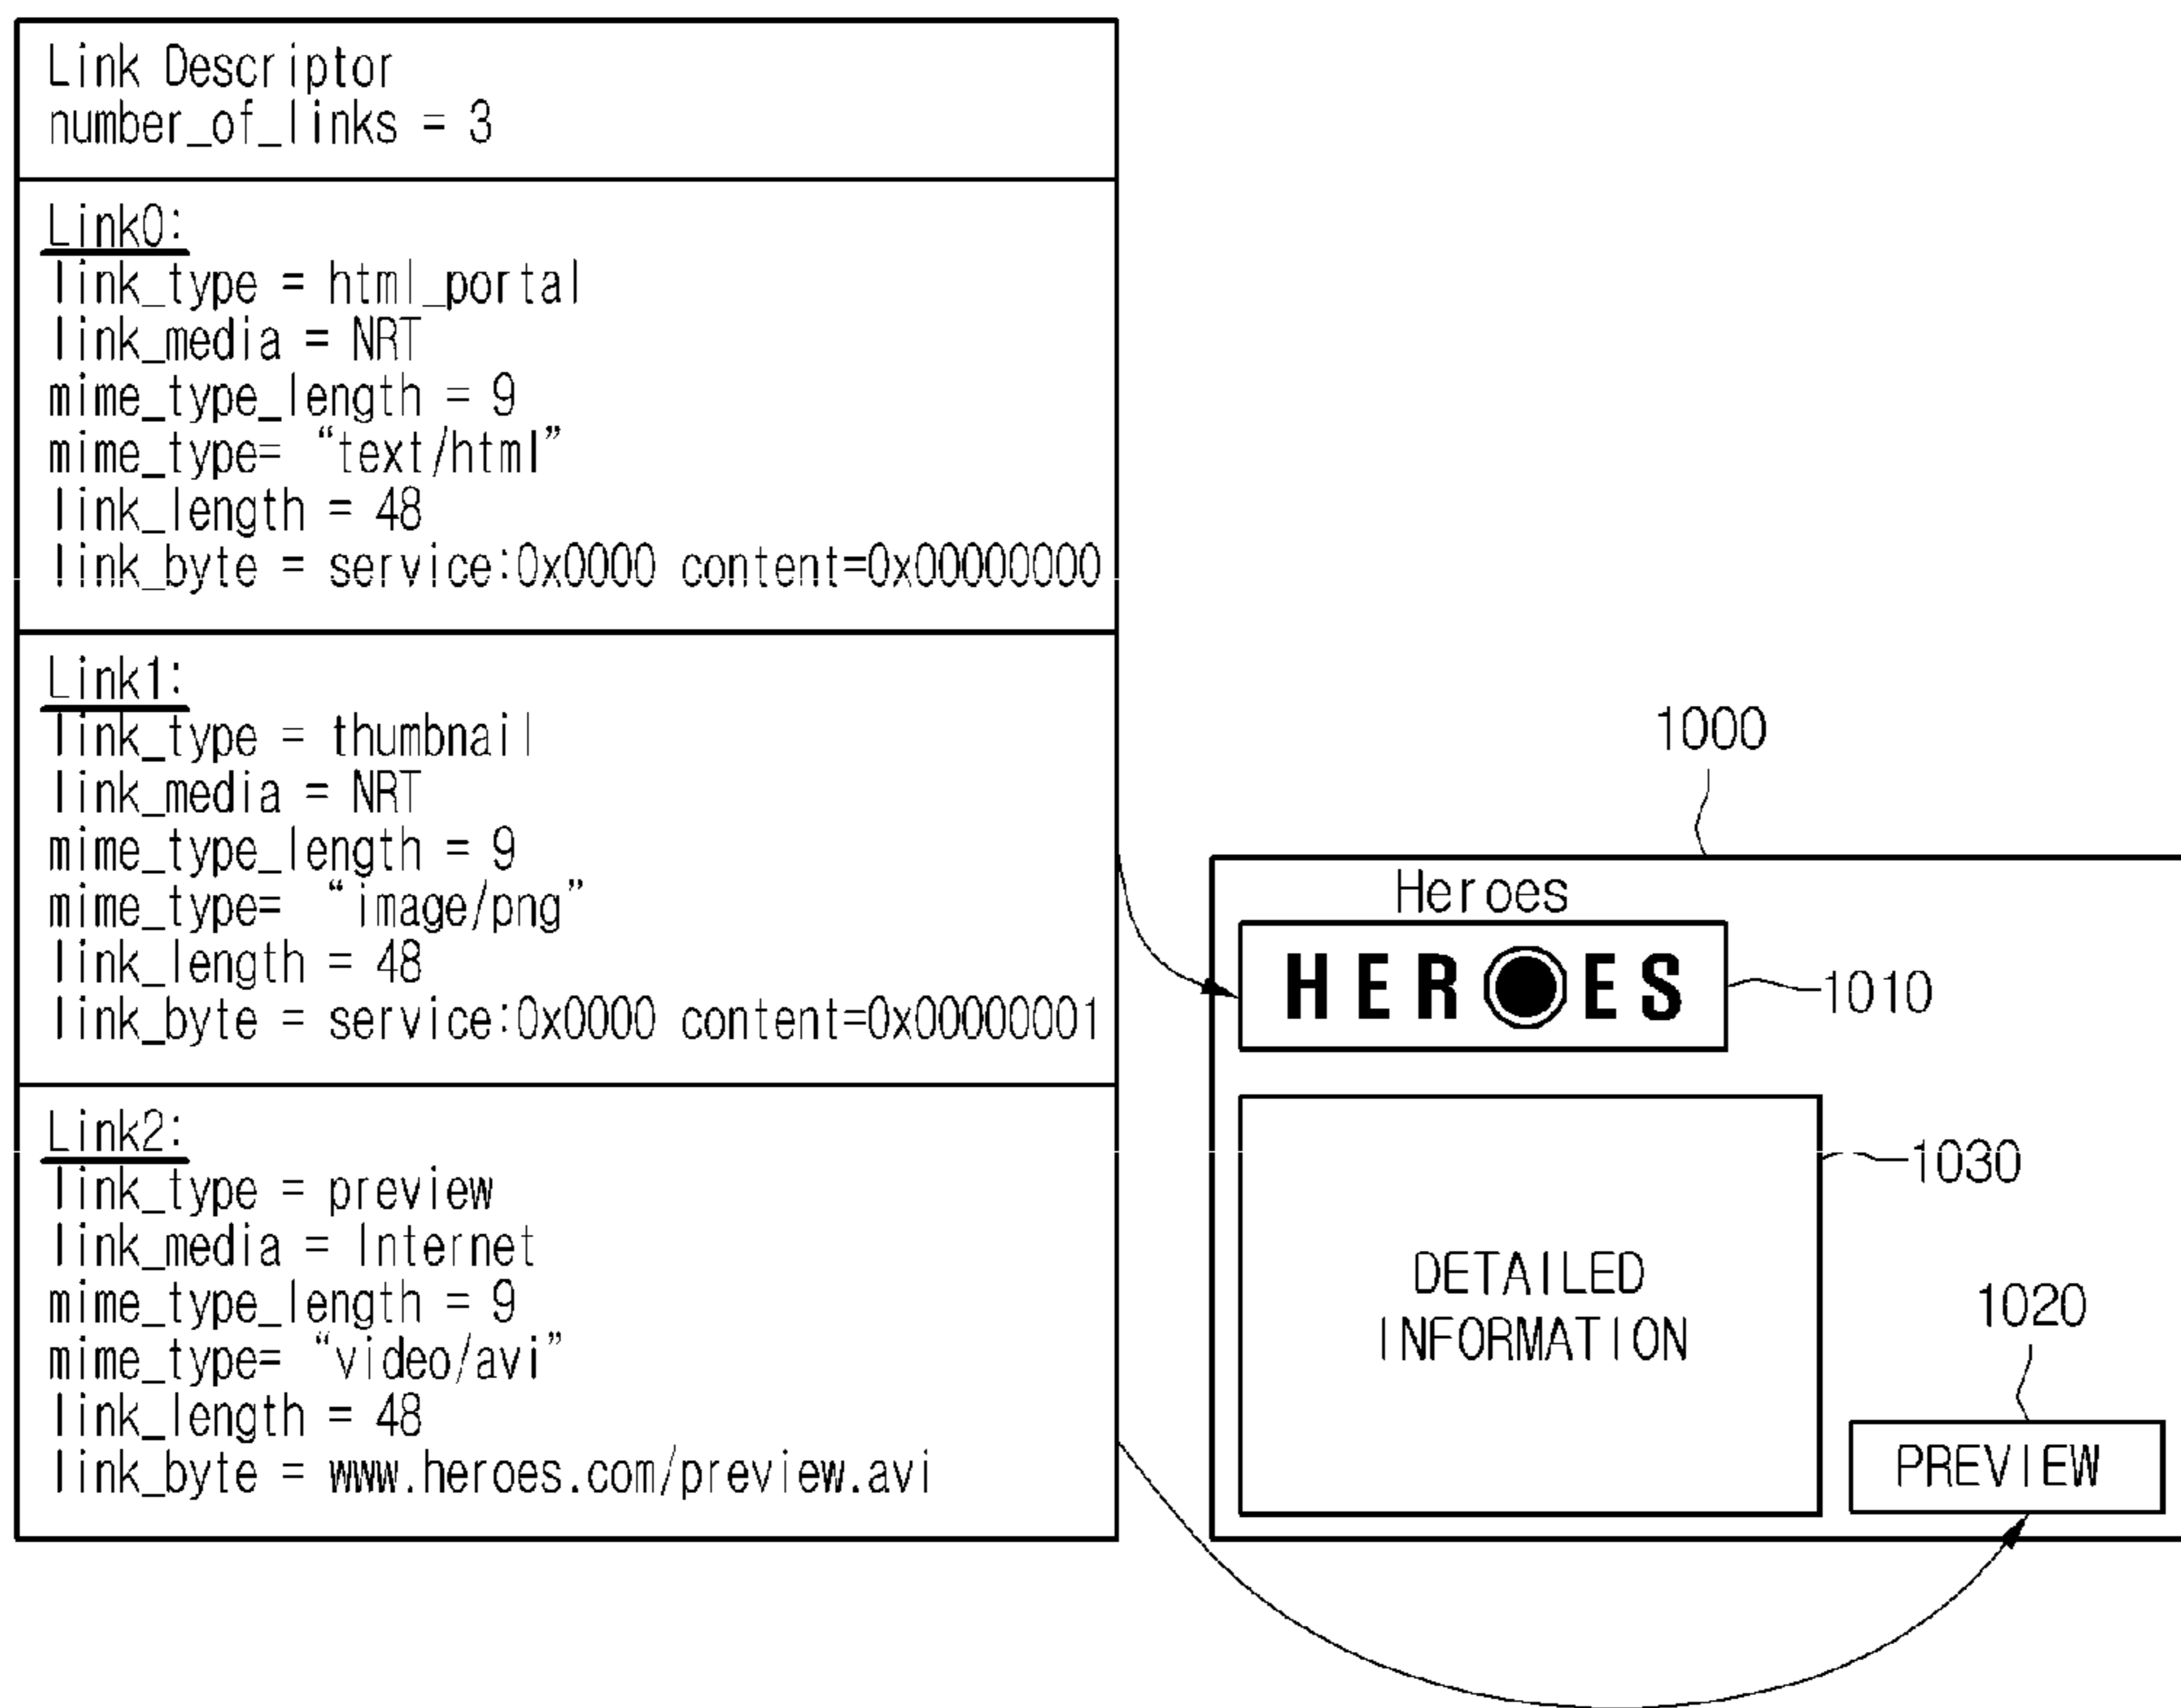 Link Descriptor
number_of_links = 3
Link0:
link_type = html_portal
link_media = NRT
mime_type_length = 9
mime_type= “text/html”
link_length = 48
link_byte = service:0x0000 content=0x00000000
Link1:
link_type = thumbnail
link_media = NRT
mime_type_length = 9
mime_type= “image/png”
link_length = 48
link_byte = service:0x0000 content=0x00000001
Link2:
link_type = preview
link_media = Internet
mime_type_length = 9
mime_type= “video/avi”
link_length = 48
link_byte = www.heroes.com/preview.avi
1000
Heroes
HEROES
1010
1030
DETAILED
INFORMATION
1020
PREVIEW